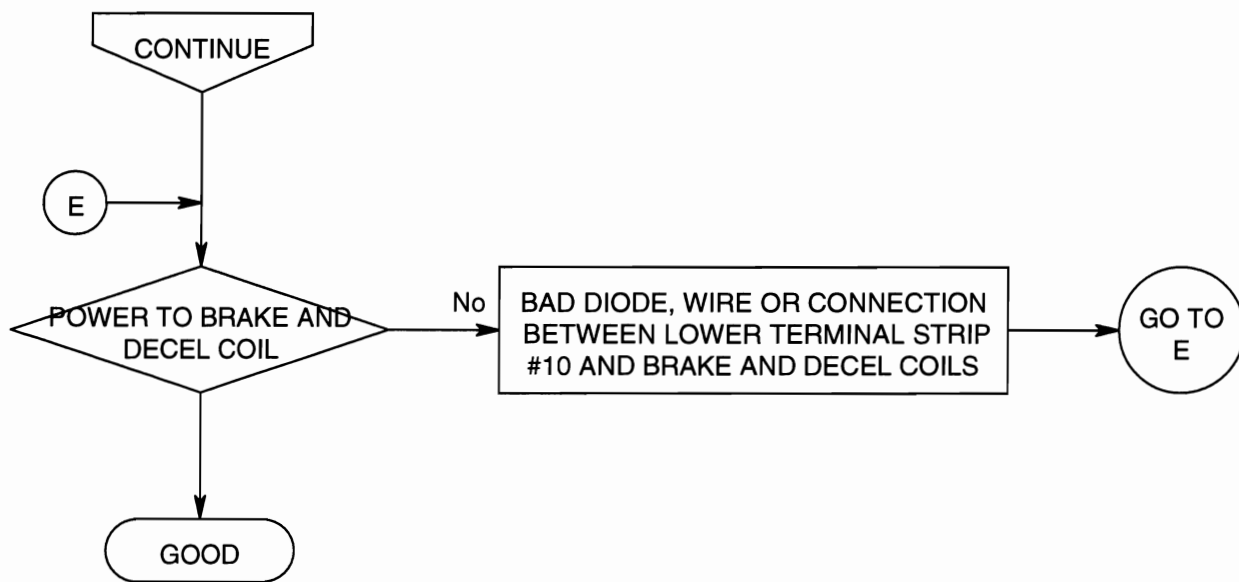 CONTINUE
E
POWER TO BRAKE AND
DECEL COIL
No
BAD DIODE, WIRE OR CONNECTION
BETWEEN LOWER TERMINAL STRIP
#10 AND BRAKE AND DECEL COILS
GO TO
E
GOOD